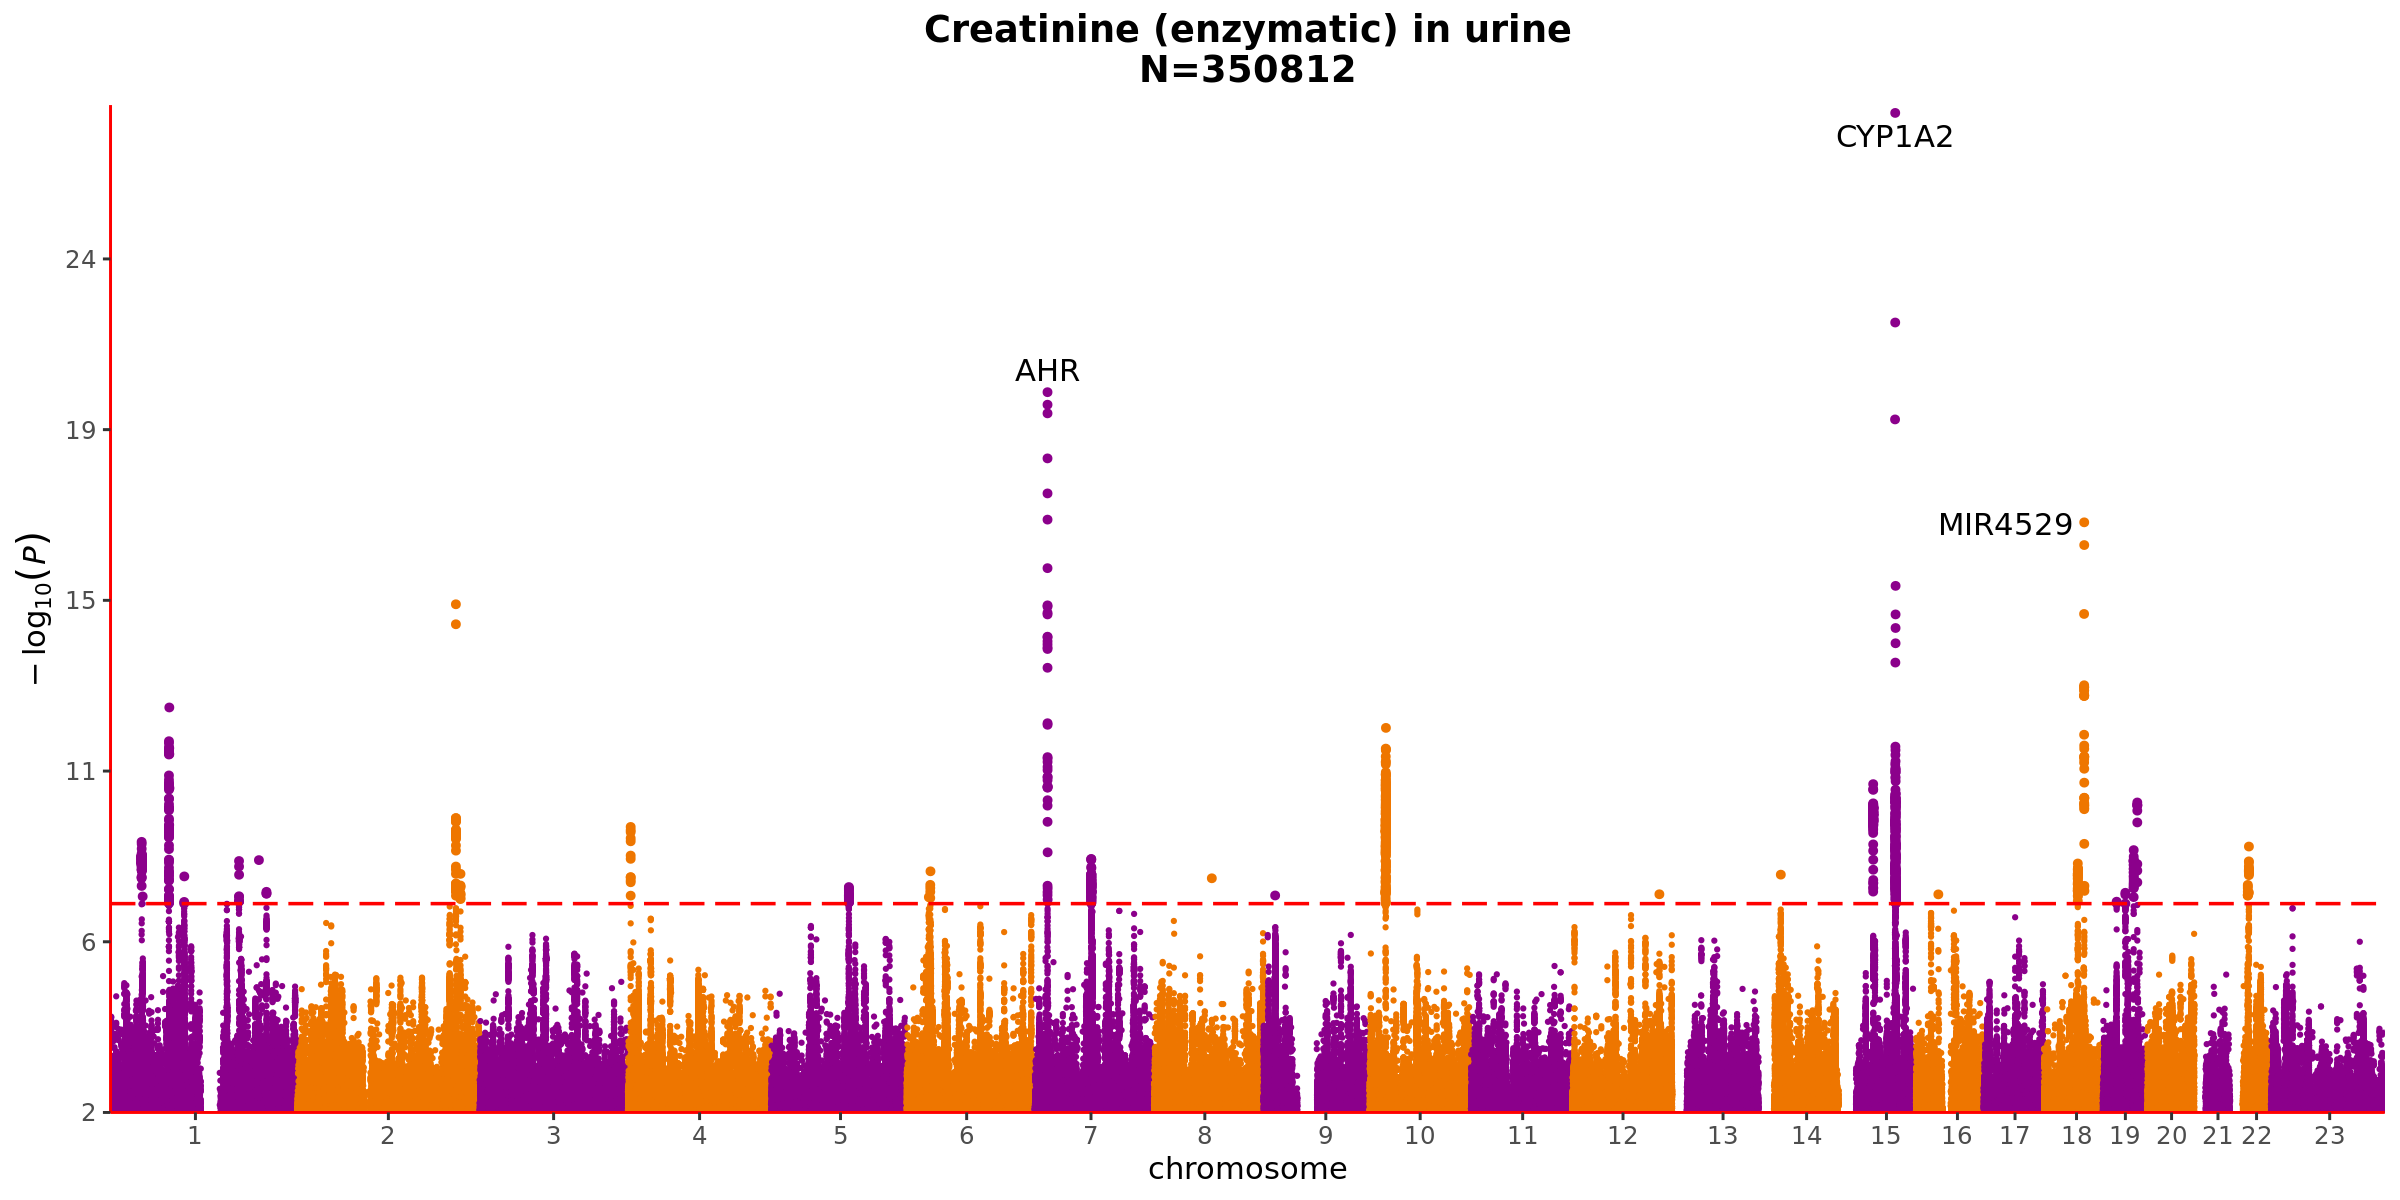 Creatinine (enzymatic) in urine
N=350812
CYP1A2
24
AHR
19
MIR4529
15
− log₁₀(P)
11
6
2
1 2 3 4 5 6 7 8 9 10 11 12 13 14 15 16 17 18 19 20 21 22 23
chromosome